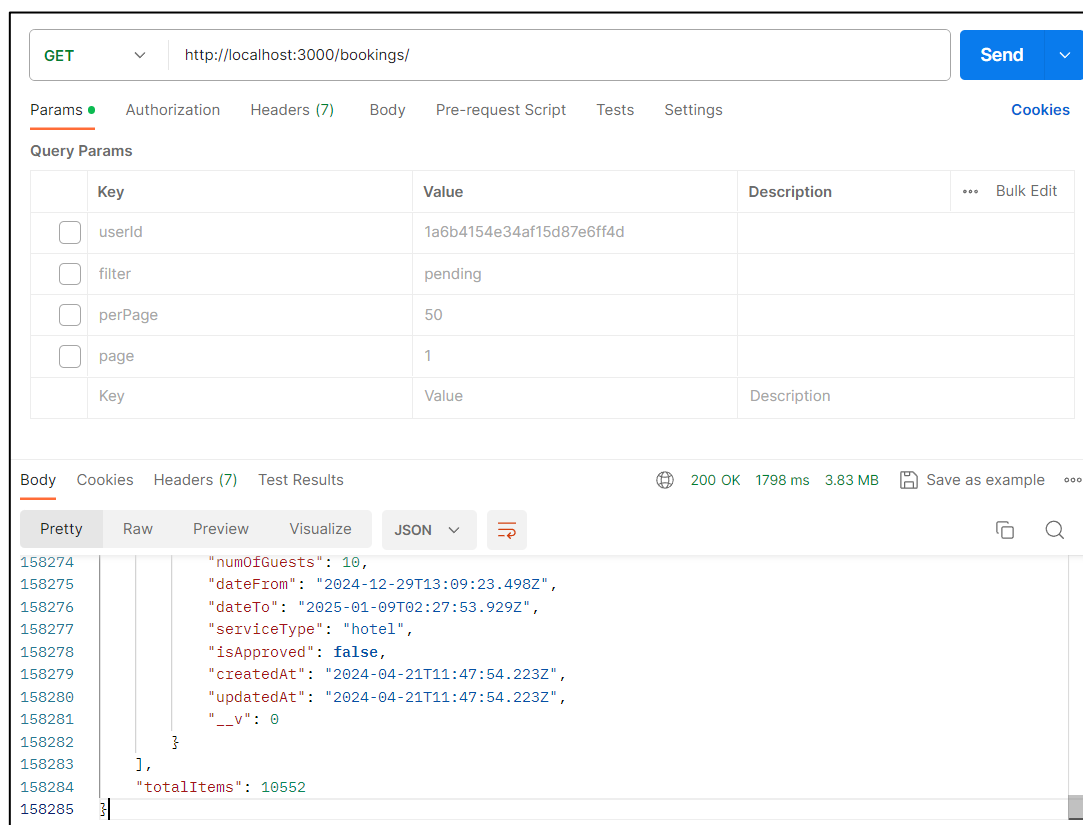 GET http://localhost:3000/bookings/ Send
Params Authorization Headers (7) Body Pre-request Script Tests Settings Cookies
Query Params
Key Value Description Bulk Edit
userId 1a6b4154e34af15d87e6ff4d
filter pending
perPage 50
page 1
Key Value Description
Body Cookies Headers (7) Test Results 200 OK 1798 ms 3.83 MB Save as example
Pretty Raw Preview Visualize JSON
158274 "numOfGuests": 10,
158275 "dateFrom": "2024-12-29T13:09:23.498Z",
158276 "dateTo": "2025-01-09T02:27:53.929Z",
158277 "serviceType": "hotel",
158278 "isApproved": false,
158279 "createdAt": "2024-04-21T11:47:54.223Z",
158280 "updatedAt": "2024-04-21T11:47:54.223Z",
158281 "__v": 0
158282 }
158283 ],
158284 "totalItems": 10552
158285 }